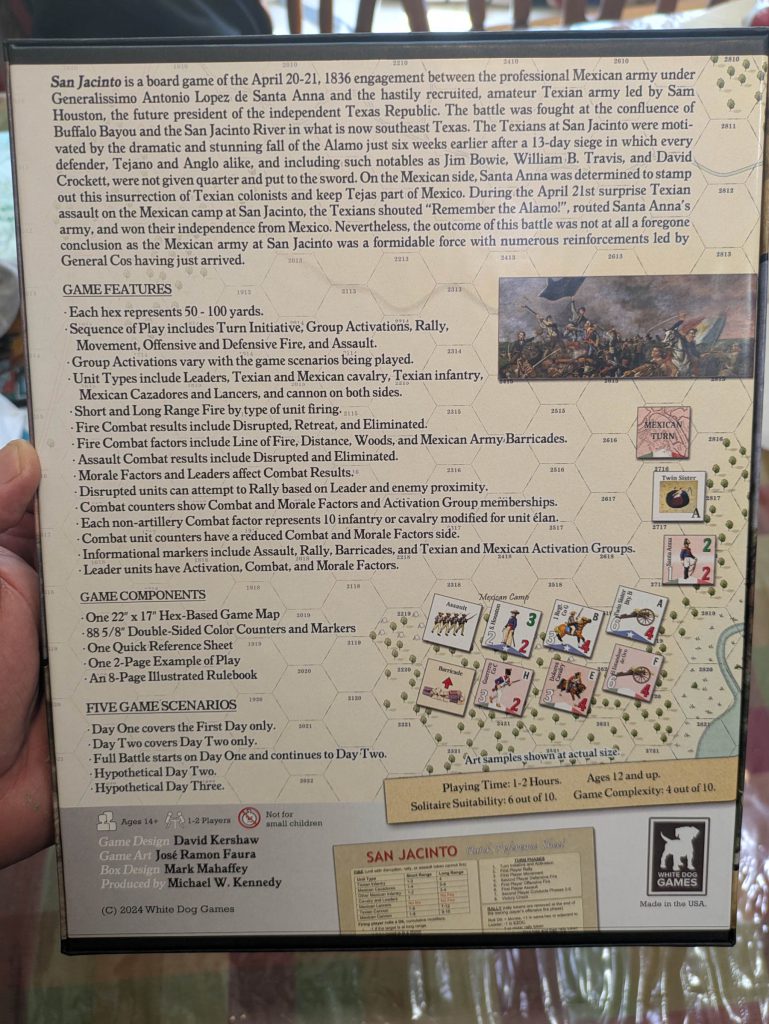 San Jacinto is a board game of the April 20-21, 1836 engagement between the professional Mexican army under
Generalissimo Antonio Lopez de Santa Anna and the hastily recruited, amateur Texian army led by Sam
Houston, the future president of the independent Texas Republic. The battle was fought at the confluence of
Buffalo Bayou and the San Jacinto River in what is now southeast Texas. The Texians at San Jacinto were moti-
vated by the dramatic and stunning fall of the Alamo just six weeks earlier after a 13-day siege in which every
defender, Tejano and Anglo alike, and including such notables as Jim Bowie, William B. Travis, and David
Crockett, were not given quarter and put to the sword. On the Mexican side, Santa Anna was determined to stamp
out this insurrection of Texian colonists and keep Tejas part of Mexico. During the April 21st surprise Texian
assault on the Mexican camp at San Jacinto, the Texians shouted “Remember the Alamo!”, routed Santa Anna's
army, and won their independence from Mexico. Nevertheless, the outcome of this battle was not at all a foregone
conclusion as the Mexican army at San Jacinto was a formidable force with numerous reinforcements led by
General Cos having just arrived.
GAME FEATURES
· Each hex represents 50 - 100 yards.
· Sequence of Play includes Turn Initiative, Group Activations, Rally,
Movement, Offensive and Defensive Fire, and Assault.
· Group Activations vary with the game scenarios being played.
· Unit Types include Leaders, Texian and Mexican cavalry, Texian infantry,
Mexican Cazadores and Lancers, and cannon on both sides.
· Short and Long Range Fire by type of unit firing.
· Fire Combat results include Disrupted, Retreat, and Eliminated.
· Fire Combat factors include Line of Fire, Distance, Woods, and Mexican Army Barricades.
· Assault Combat results include Disrupted and Eliminated.
· Morale Factors and Leaders affect Combat Results.
· Disrupted units can attempt to Rally based on Leader and enemy proximity.
· Combat counters show Combat and Morale Factors and Activation Group memberships.
· Each non-artillery Combat factor represents 10 infantry or cavalry modified for unit élan.
· Combat unit counters have a reduced Combat and Morale Factors side.
· Informational markers include Assault, Rally, Barricades, and Texian and Mexican Activation Groups.
· Leader units have Activation, Combat, and Morale Factors.
GAME COMPONENTS
· One 22" x 17" Hex-Based Game Map
· 88 5/8" Double-Sided Color Counters and Markers
· One Quick Reference Sheet
· One 2-Page Example of Play
· An 8-Page Illustrated Rulebook
FIVE GAME SCENARIOS
· Day One covers the First Day only.
· Day Two covers Day Two only.
· Full Battle starts on Day One and continues to Day Two.
· Hypothetical Day Two.
· Hypothetical Day Three.
MEXICAN
TURN
Twin Sister
A
Santa Anna
2
2
Mexican Camp
Assault
S. Houston
3
2
B
4
Twin Sister
A
4
Barricade
H
2
E
4
F
4
Art samples shown at actual size.
Playing Time: 1-2 Hours. Ages 12 and up.
Solitaire Suitability: 6 out of 10. Game Complexity: 4 out of 10.
Ages 14+ 1-2 Players Not for
small children
Game Design David Kershaw
Game Art José Ramon Faura
Box Design Mark Mahaffey
Produced by Michael W. Kennedy
(C) 2024 White Dog Games
SAN JACINTO Quick Reference Sheet
Unit Type Short Range Long Range
TURN PHASES
WHITE DOG
GAMES
Made in the USA.